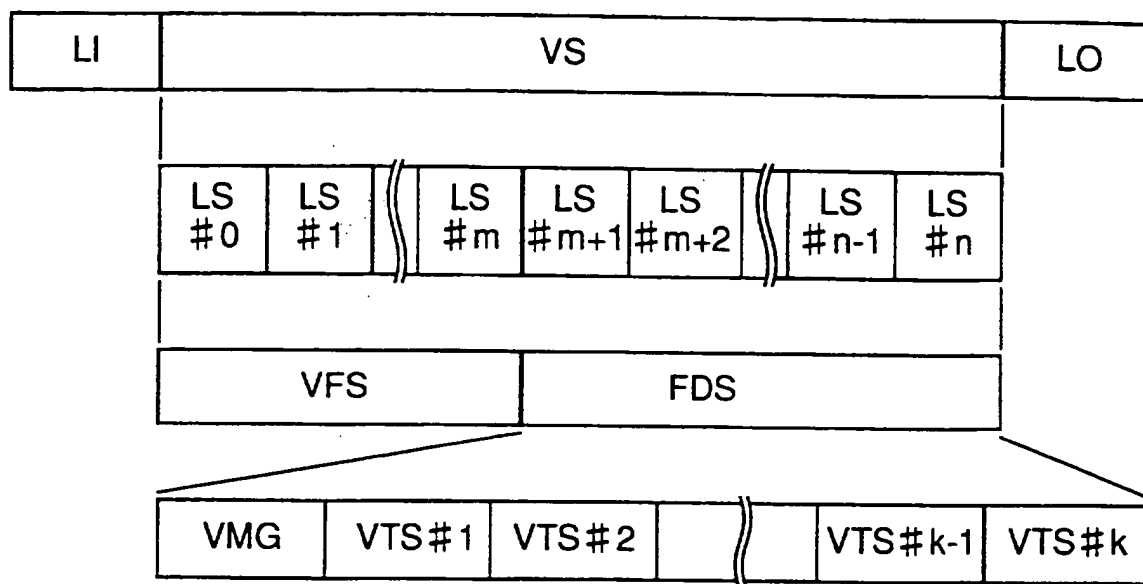 LI VS LO
LS LS LS LS LS LS LS
#0 #1 #m #m+1 #m+2 #n-1 #n
VFS FDS
VMG VTS#1 VTS#2 VTS#k-1 VTS#k